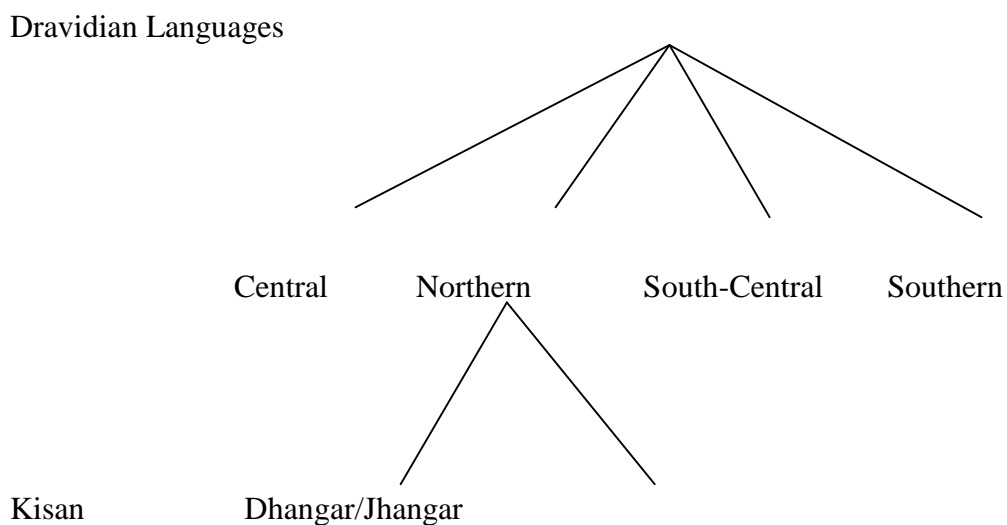 Dravidian Languages
Central Northern South-Central Southern
Kisan Dhangar/Jhangar